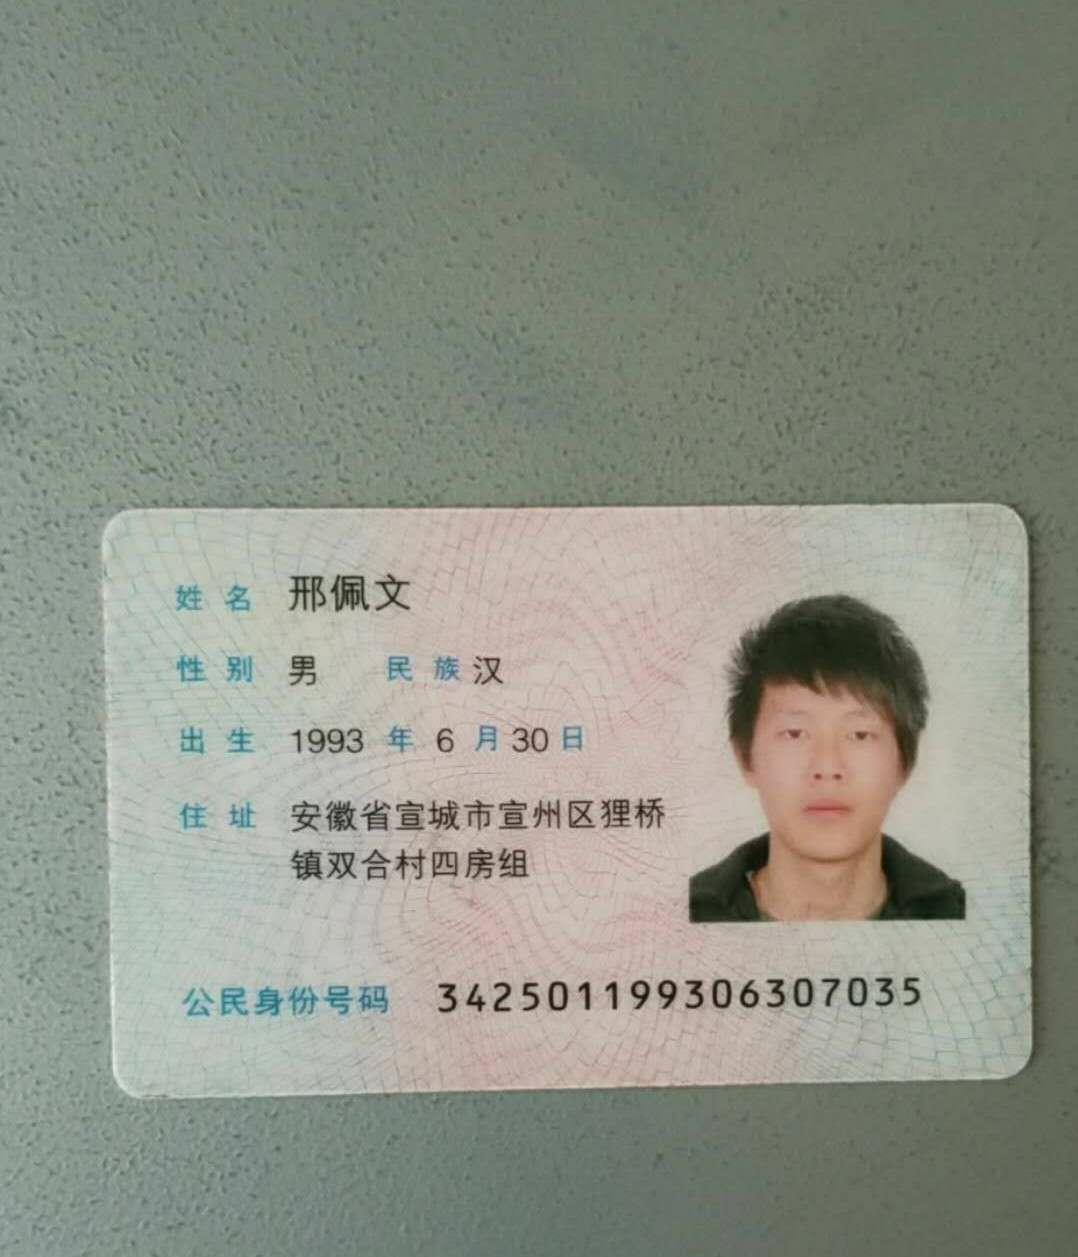 姓名 邢佩文
性别 男 民族 汉
出生 1993 年 6 月 30 日
住址 安徽省宣城市宣州区狸桥
镇双合村四房组
公民身份号码 342501199306307035